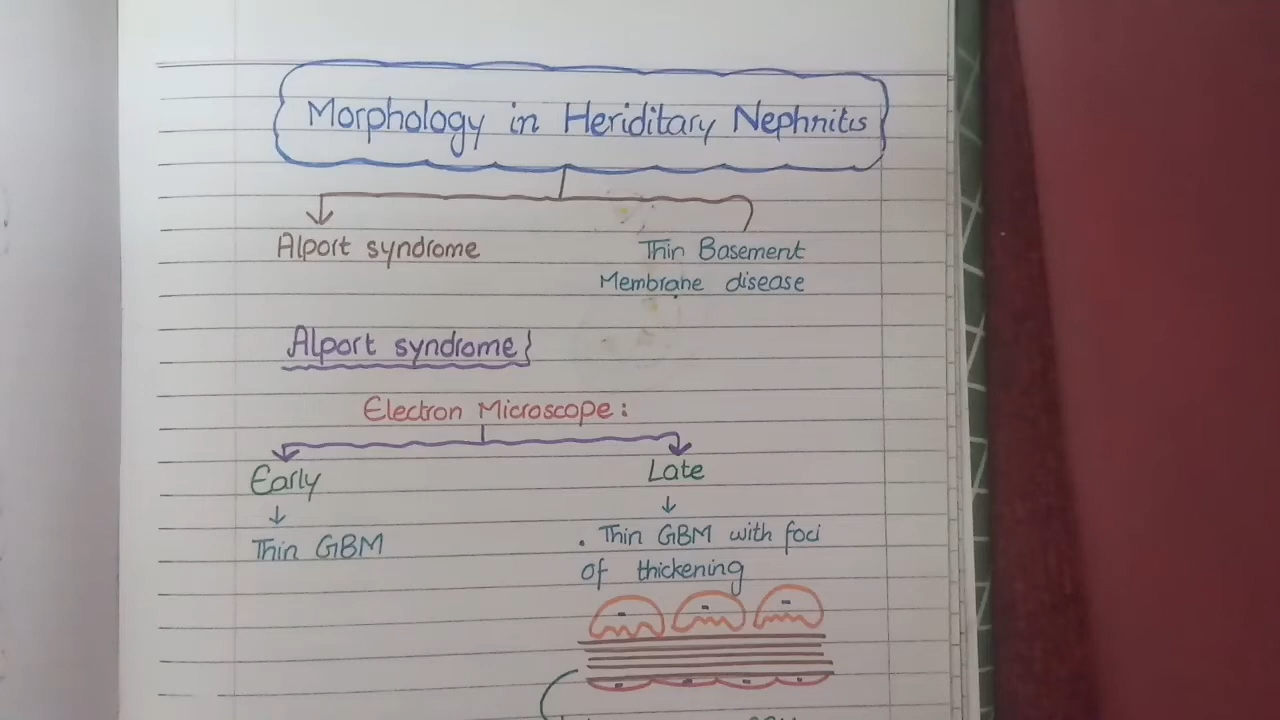 Morphology in Heriditary Nephritis
Alport syndrome
Thin Basement
Membrane disease
Alport syndrome
Electron Microscope:
Early
Late
Thin GBM
. Thin GBM with foci
of thickening